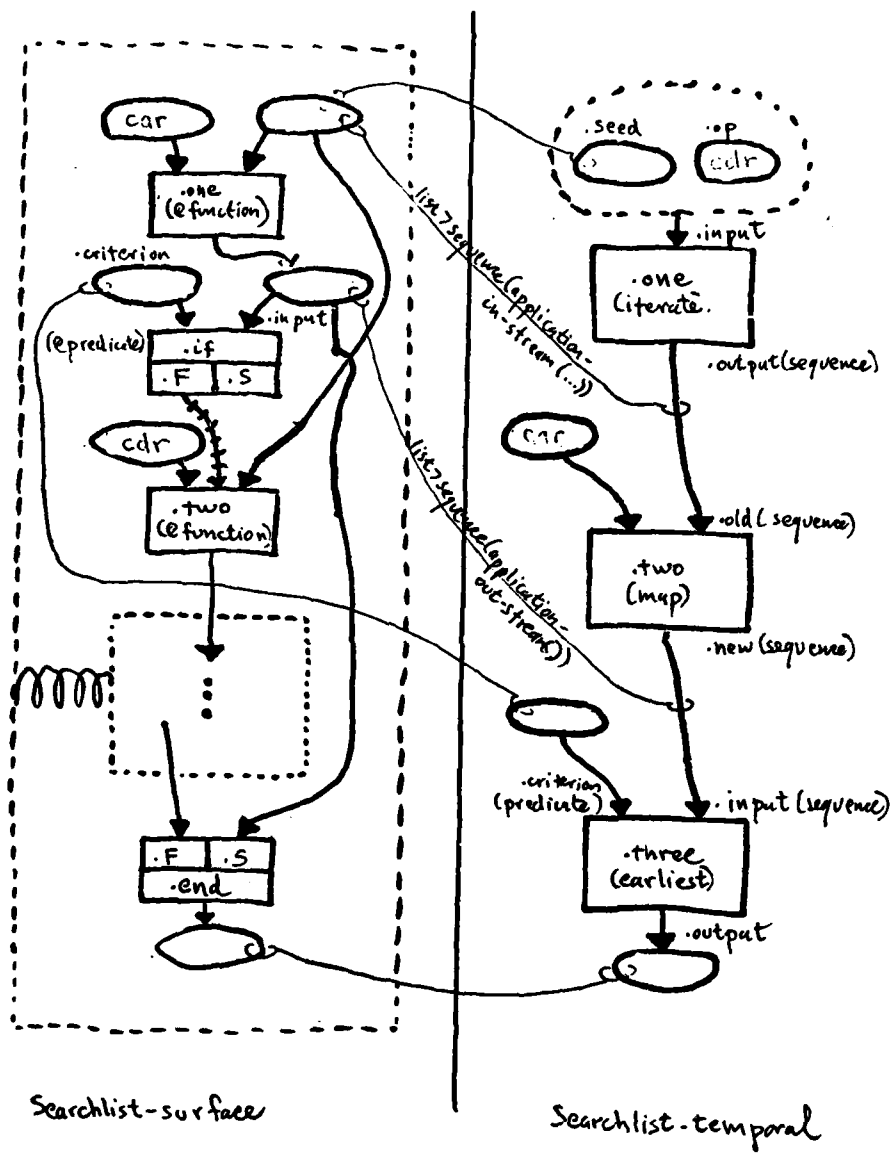 car
.one
(@function)
.criterion
.input
(@predicate)
.if
.F .S
cdr
.two
(@function)
.F .S
.end
Searchlist-surface
list>sequence(application-
in-stream(...))
list>sequence(application-
out-stream())
.seed .op
cdr
.input
.one
(iterate.
.output(sequence)
car
.old(sequence)
.two
(map)
.new(sequence)
.criterion
(predicate)
.input(sequence)
.three
(earliest)
.output
Searchlist-temporal